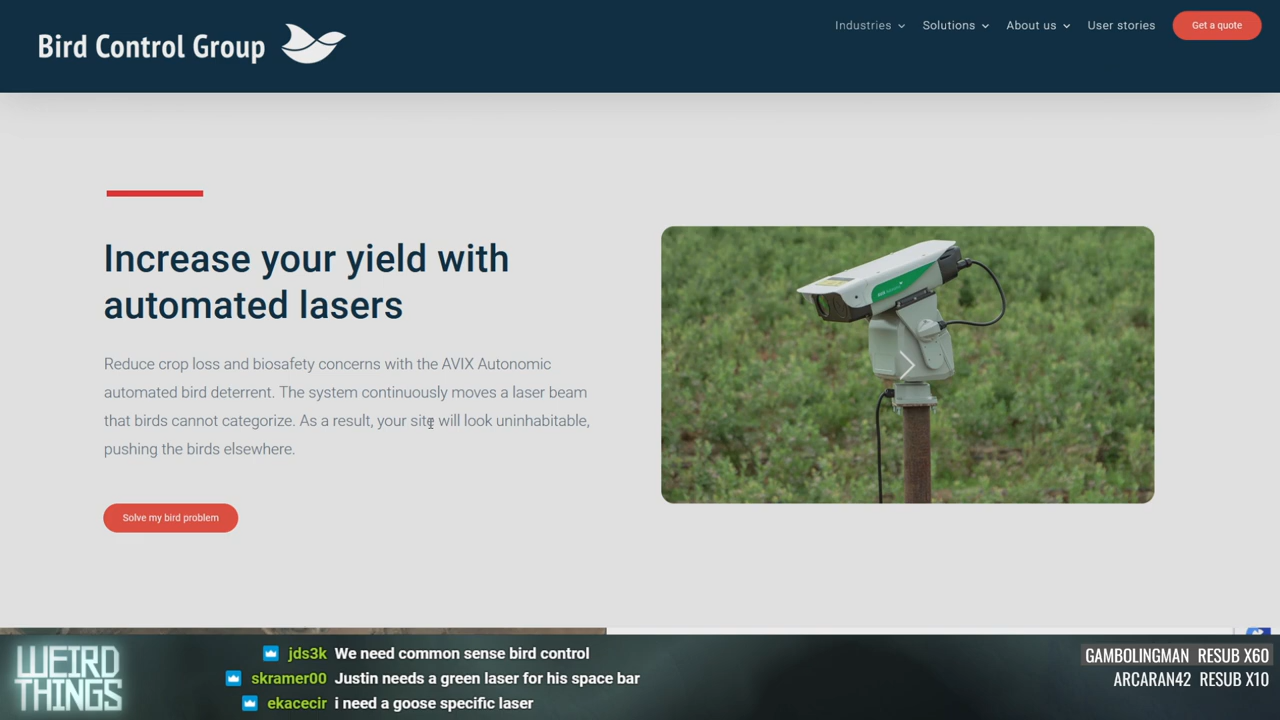 Bird Control Group
Industries
Solutions
About us
User stories
Get a quote
Increase your yield with
automated lasers
Reduce crop loss and biosafety concerns with the AVIX Autonomic
automated bird deterrent. The system continuously moves a laser beam
that birds cannot categorize. As a result, your site will look uninhabitable,
pushing the birds elsewhere.
Solve my bird problem
WEIRD
THINGS
jds3k We need common sense bird control
skramer00 Justin needs a green laser for his space bar
ekacecir i need a goose specific laser
GAMBOLINGMAN RESUB X60
ARCARAN42 RESUB X10